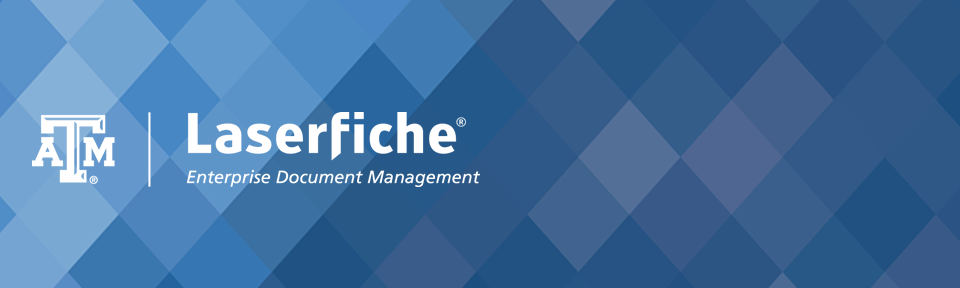 ATM®
Laserfiche®
Enterprise Document Management